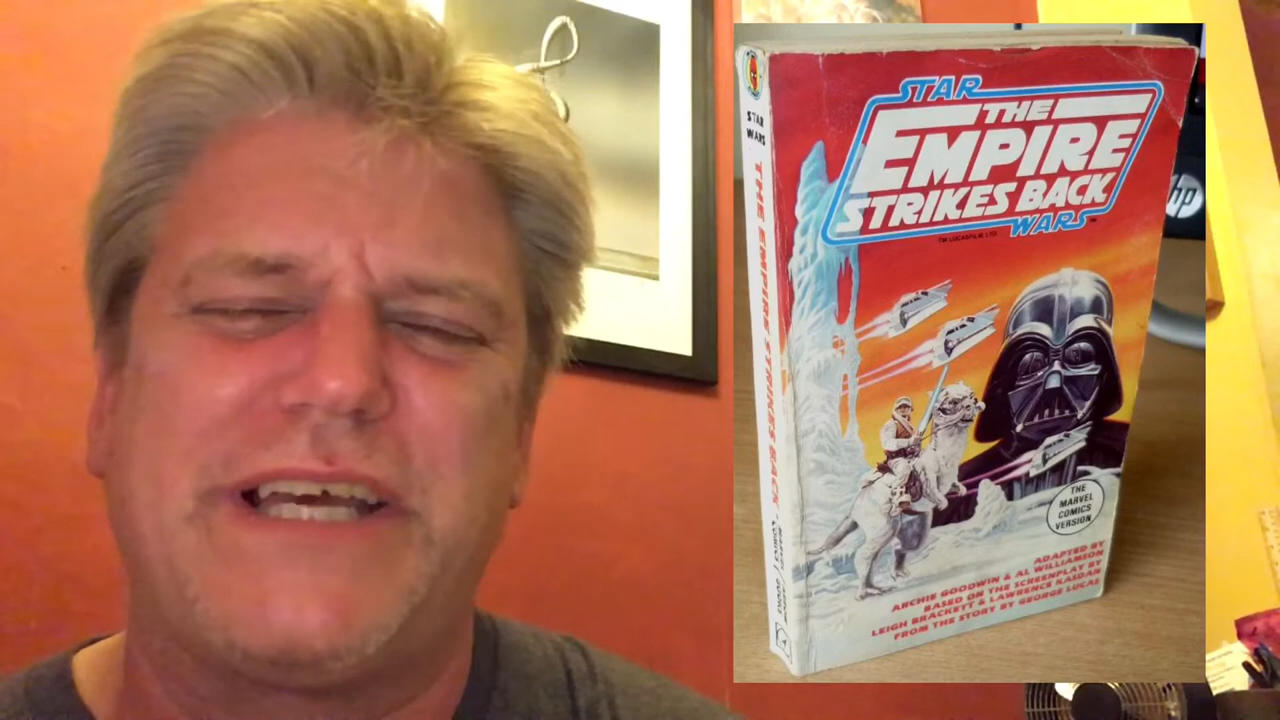 STAR
THE
EMPIRE
STRIKES BACK
WARS™
TM LUCASFILM LTD.
STAR
WARS
THE EMPIRE STRIKES BACK
THE
MARVEL
COMICS
VERSION
ADAPTED BY
ARCHIE GOODWIN & AL WILLIAMSON
BASED ON THE SCREENPLAY BY
LEIGH BRACKETT & LAWRENCE KASDAN
FROM THE STORY BY GEORGE LUCAS
hp